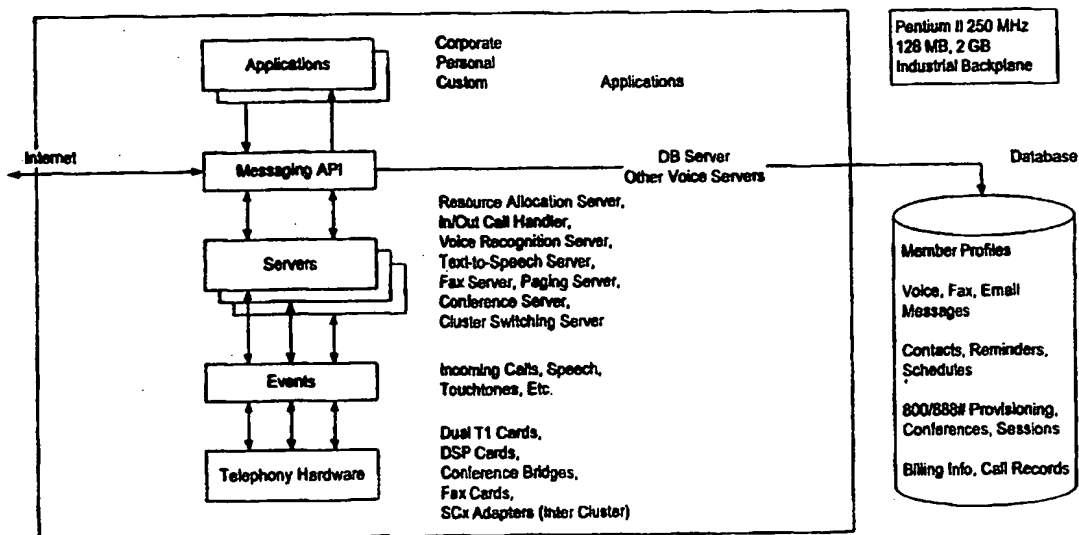 Applications
Corporate
Personal
Custom
Applications
Pentium II 250 MHz
128 MB, 2 GB
Industrial Backplane
Internet
Messaging API
DB Server
Other Voice Servers
Database
Servers
Resource Allocation Server,
In/Out Call Handler,
Voice Recognition Server,
Text-to-Speech Server,
Fax Server, Paging Server,
Conference Server,
Cluster Switching Server
Events
Incoming Calls, Speech,
Touchtones, Etc.
Telephony Hardware
Dual T1 Cards,
DSP Cards,
Conference Bridges,
Fax Cards,
SCx Adapters (Inter Cluster)
Member Profiles
Voice, Fax, Email
Messages
Contacts, Reminders,
Schedules
800/888# Provisioning,
Conferences, Sessions
Billing Info, Call Records